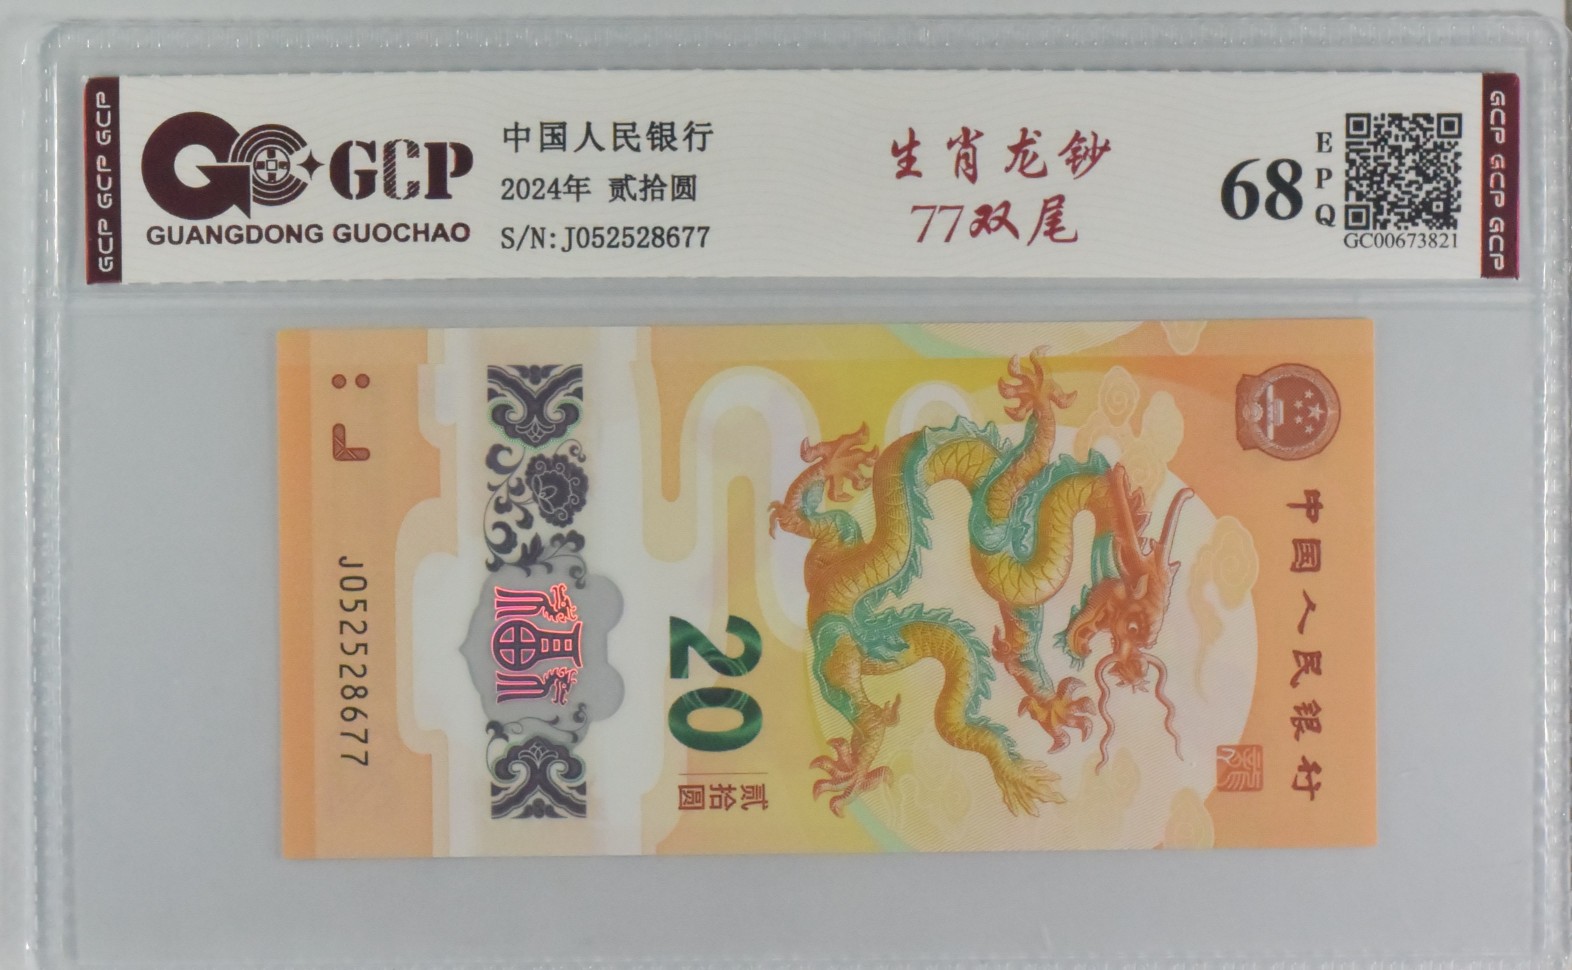 GCP GCP GCP
GCP
GUANGDONG GUOCHAO
中国人民银行
2024年 贰拾圆
S/N:J052528677
生肖龙钞
77双尾
68
EPQ
GC00673821
GCP GCP GCP
中国人民银行
20
贰拾圆
J052528677